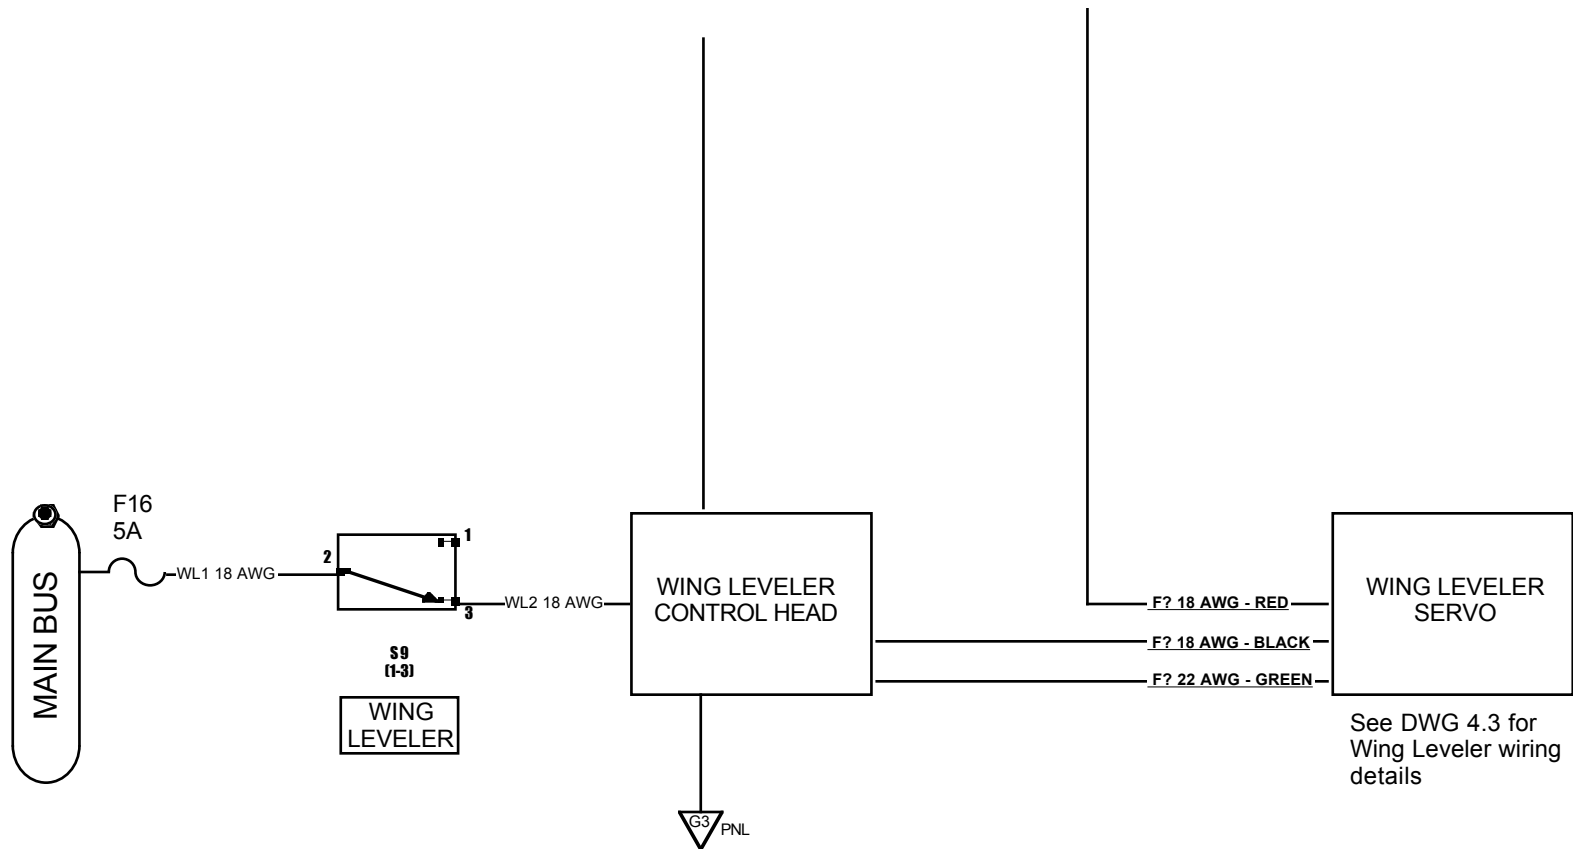 F16
5A
MAIN BUS
WL1 18 AWG
2
1
3
S9
(1-3)
WING
LEVELER
WL2 18 AWG
WING LEVELER
CONTROL HEAD
G3
PNL
F? 18 AWG - RED
F? 18 AWG - BLACK
F? 22 AWG - GREEN
WING LEVELER
SERVO
See DWG 4.3 for
Wing Leveler wiring
details